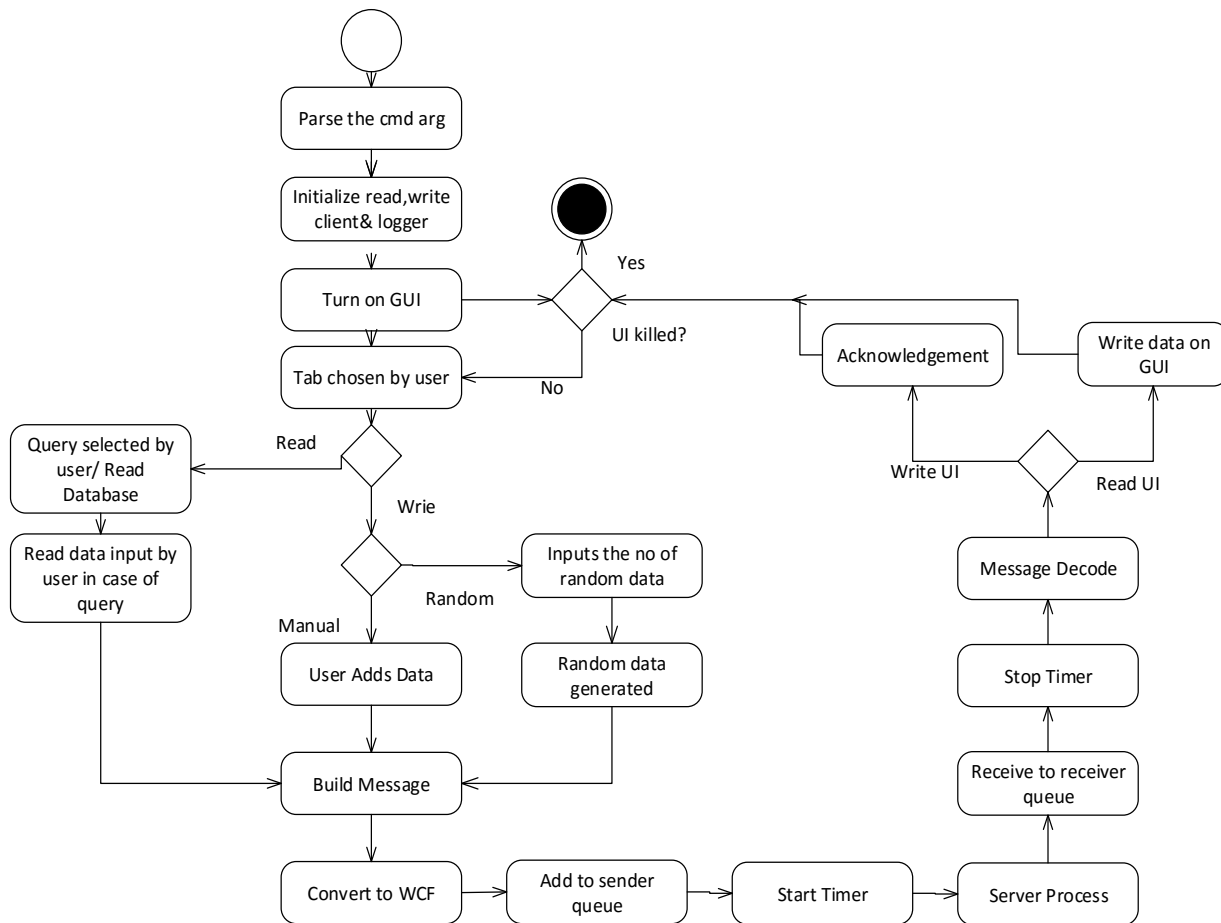 Parse the cmd arg
Initialize read,write
client& logger
Turn on GUI
Yes
UI killed?
No
Tab chosen by user
Acknowledgement
Write data on
GUI
Read
Query selected by
user/ Read
Database
Wrie
Write UI
Read UI
Read data input by
user in case of
query
Inputs the no of
random data
Random
Message Decode
Manual
User Adds Data
Random data
generated
Stop Timer
Build Message
Receive to receiver
queue
Convert to WCF
Add to sender
queue
Start Timer
Server Process